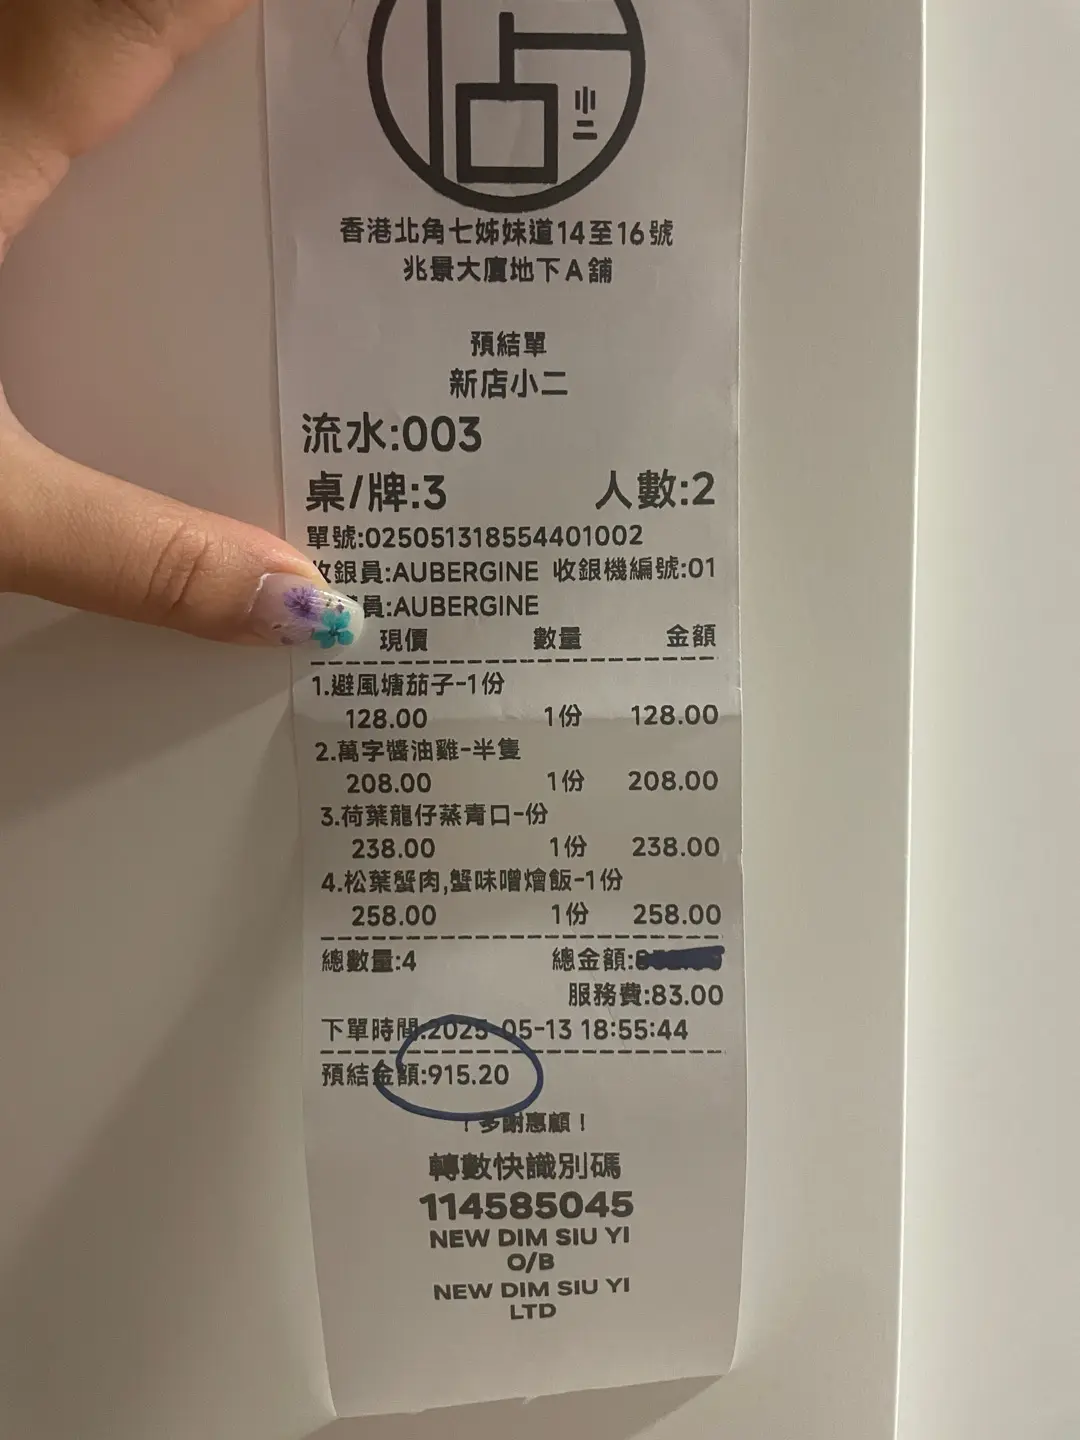 占
小二
香港北角七姊妹道14至16號
兆景大廈地下A舖
預結單
新店小二
流水:003
桌/牌:3 人數:2
單號:025051318554401002
收銀員:AUBERGINE 收銀機編號:01
員:AUBERGINE
現價 數量 金額
1.避風塘茄子-1份
128.00 1份 128.00
2.萬字醬油雞-半隻
208.00 1份 208.00
3.荷葉龍仔蒸青口-份
238.00 1份 238.00
4.松葉蟹肉,蟹味噌燴飯-1份
258.00 1份 258.00
總數量:4 總金額:
服務費:83.00
下單時間:2025-05-13 18:55:44
預結金額:915.20
！多謝惠顧！
轉數快識別碼
114585045
NEW DIM SIU YI
O/B
NEW DIM SIU YI
LTD